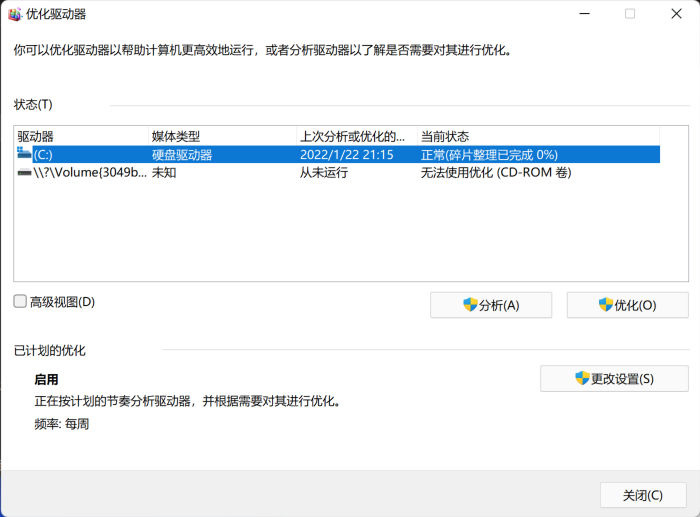 优化驱动器
你可以优化驱动器以帮助计算机更高效地运行，或者分析驱动器以了解是否需要对其进行优化。
状态(T)
驱动器 媒体类型 上次分析或优化的... 当前状态
(C:) 硬盘驱动器 2022/1/22 21:15 正常(碎片整理已完成 0%)
\\?\Volume{3049b... 未知 从未运行 无法使用优化 (CD-ROM 卷)
高级视图(D) 分析(A) 优化(O)
已计划的优化
启用 更改设置(S)
正在按计划的节奏分析驱动器，并根据需要对其进行优化。
频率: 每周
关闭(C)